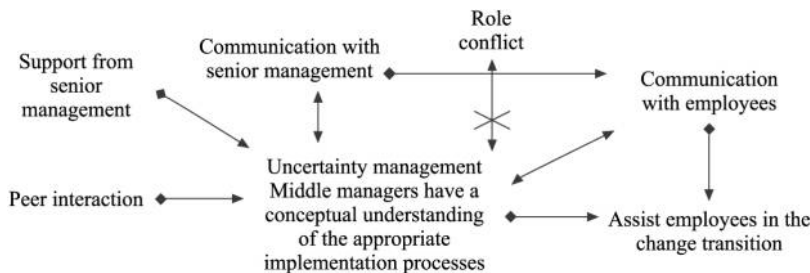 Role
conflict
Communication with
senior management
Support from
senior
management
Communication
with employees
Uncertainty management
Middle managers have a
conceptual understanding
of the appropriate
implementation processes
Peer interaction
Assist employees in the
change transition